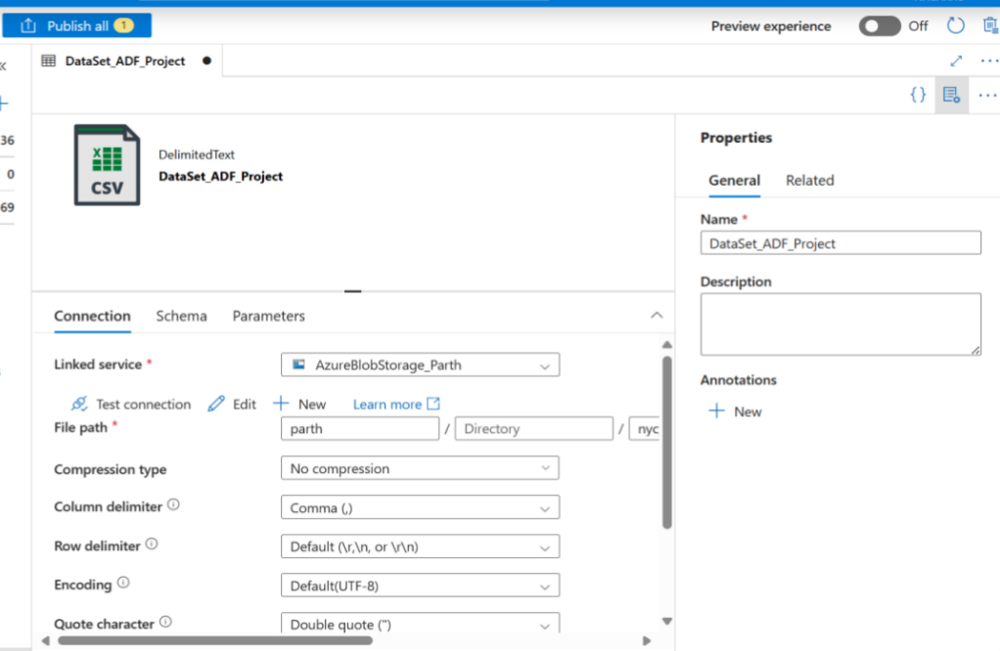 Publish all 1
Preview experience Off
DataSet_ADF_Project
36
0
69
CSV
DelimitedText
DataSet_ADF_Project
Connection Schema Parameters
Linked service *
AzureBlobStorage_Parth
Test connection Edit New Learn more
File path *
parth / Directory / nyc
Compression type
No compression
Column delimiter
Comma (,)
Row delimiter
Default (\r,\n, or \r\n)
Encoding
Default(UTF-8)
Quote character
Double quote (")
Properties
General Related
Name *
DataSet_ADF_Project
Description
Annotations
New